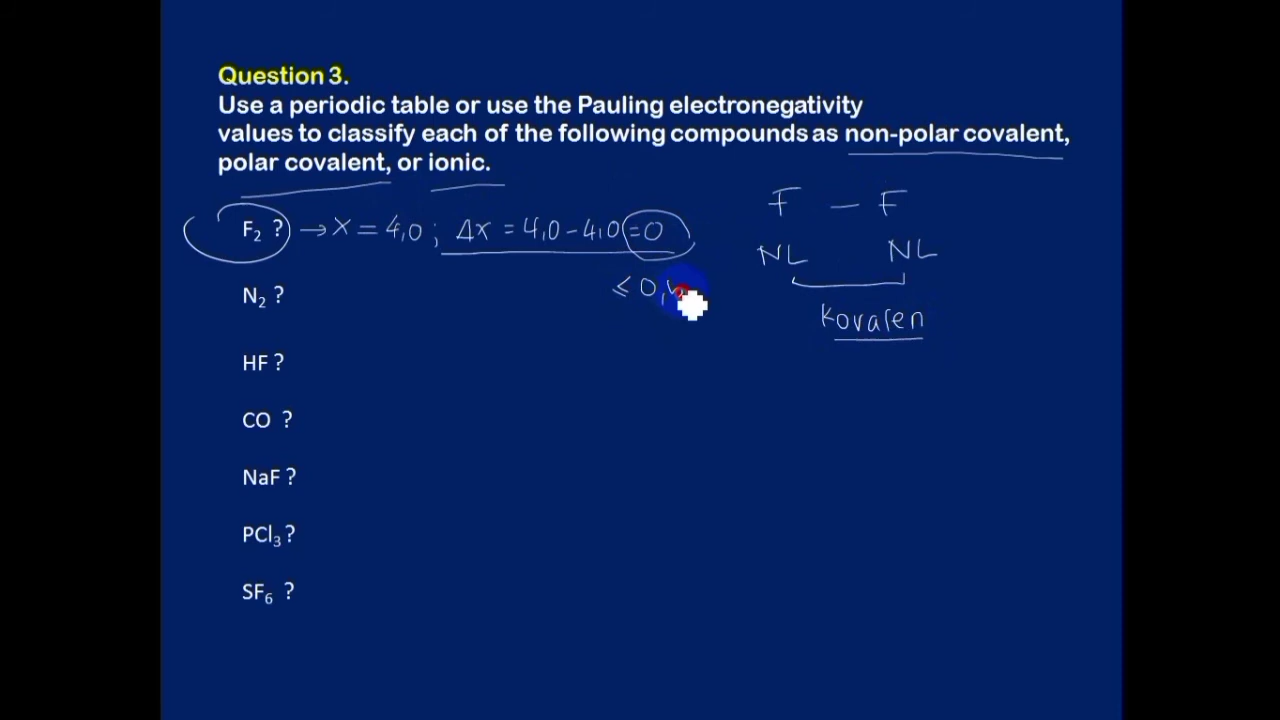 Question 3.
Use a periodic table or use the Pauling electronegativity
values to classify each of the following compounds as non-polar covalent,
polar covalent, or ionic.
F₂ ? → X = 4,0 ; ΔX = 4,0 - 4,0 = 0
≤ 0,
F — F
NL NL
Kovalen
N₂ ?
HF ?
CO ?
NaF ?
PCl₃ ?
SF₆ ?